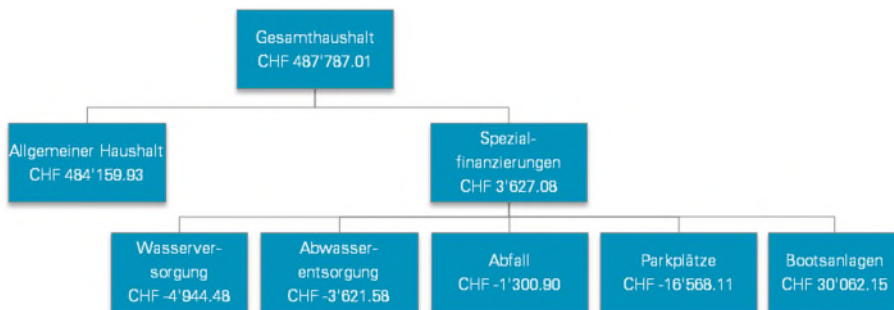 Gesamthaushalt
CHF 487'787.01
Allgemeiner Haushalt
CHF 484'159.93
Spezial-
finanzierungen
CHF 3'627.08
Wasserver-
sorgung
CHF -4'944.48
Abwasser-
entsorgung
CHF -3'621.58
Abfall
CHF -1'300.90
Parkplätze
CHF -16'568.11
Bootsanlagen
CHF 30'062.15